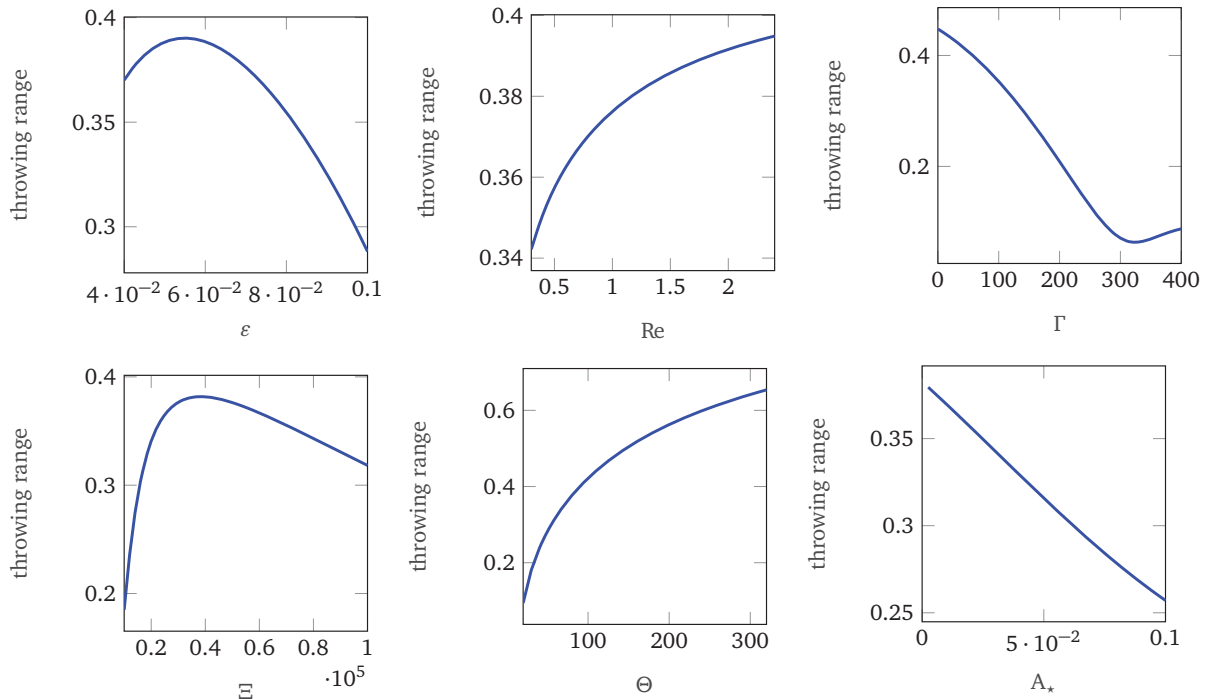 throwing range
0.4
0.35
0.3
4 · 10⁻² 6 · 10⁻² 8 · 10⁻² 0.1
ε
throwing range
0.4
0.38
0.36
0.34
0.5 1 1.5 2
Re
throwing range
0.4
0.2
0 100 200 300 400
Γ
throwing range
0.4
0.3
0.2
0.2 0.4 0.6 0.8 1
·10⁵
Ξ
throwing range
0.6
0.4
0.2
100 200 300
Θ
throwing range
0.35
0.3
0.25
0 5 · 10⁻² 0.1
A⋆